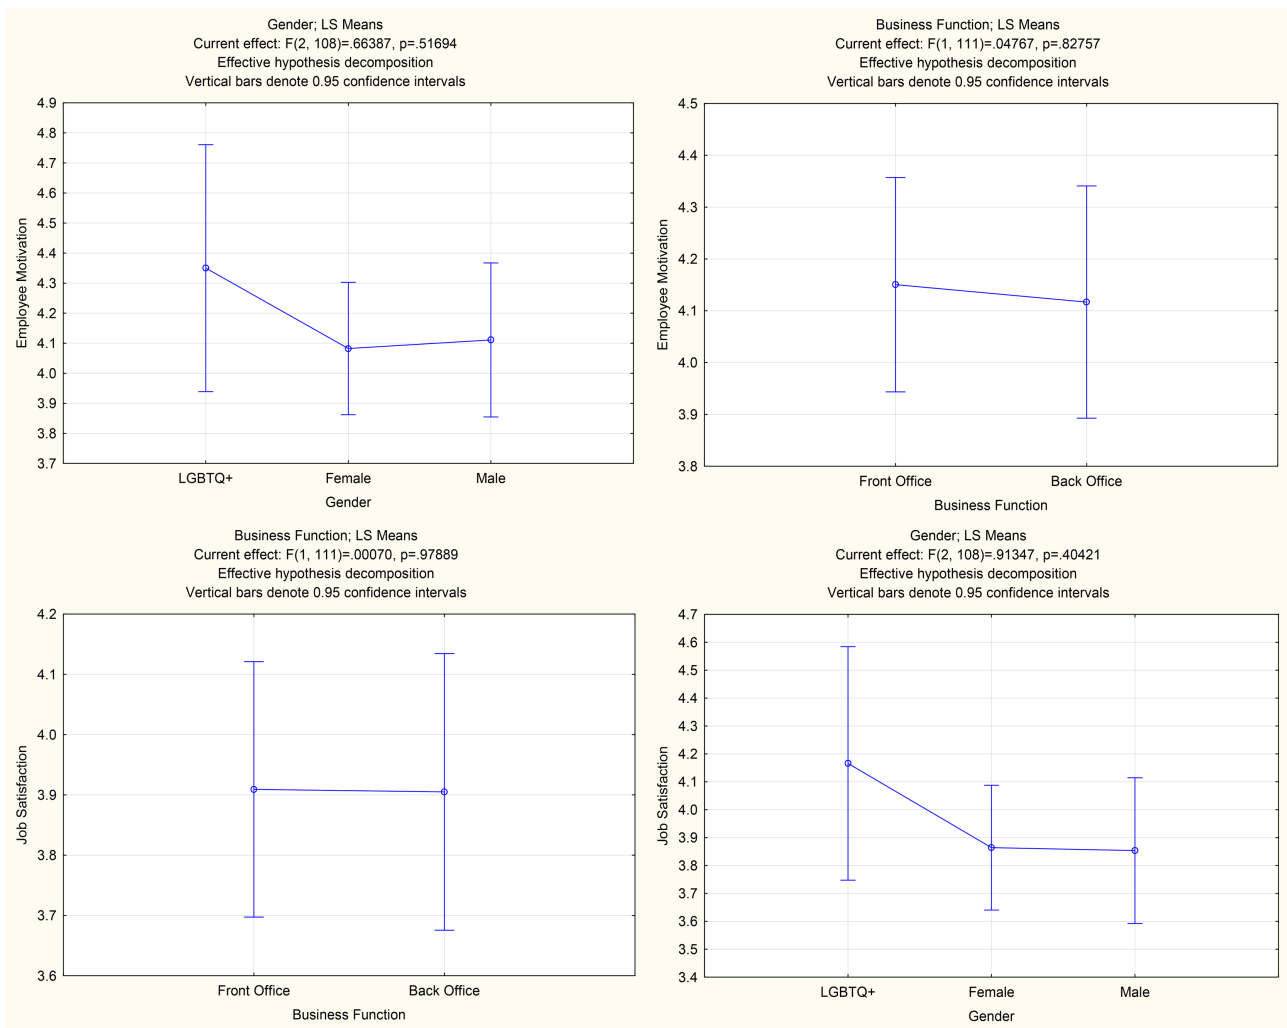 Gender; LS Means
Current effect: F(2, 108)=.66387, p=.51694
Effective hypothesis decomposition
Vertical bars denote 0.95 confidence intervals
4.9
4.8
4.7
4.6
4.5
4.4
4.3
4.2
4.1
4.0
3.9
3.8
3.7
Employee Motivation
LGBTQ+ Female Male
Gender
Business Function; LS Means
Current effect: F(1, 111)=.04767, p=.82757
Effective hypothesis decomposition
Vertical bars denote 0.95 confidence intervals
4.5
4.4
4.3
4.2
4.1
4.0
3.9
3.8
Employee Motivation
Front Office Back Office
Business Function
Business Function; LS Means
Current effect: F(1, 111)=.00070, p=.97889
Effective hypothesis decomposition
Vertical bars denote 0.95 confidence intervals
4.2
4.1
4.0
3.9
3.8
3.7
3.6
Job Satisfaction
Front Office Back Office
Business Function
Gender; LS Means
Current effect: F(2, 108)=.91347, p=.40421
Effective hypothesis decomposition
Vertical bars denote 0.95 confidence intervals
4.7
4.6
4.5
4.4
4.3
4.2
4.1
4.0
3.9
3.8
3.7
3.6
3.5
3.4
Job Satisfaction
LGBTQ+ Female Male
Gender